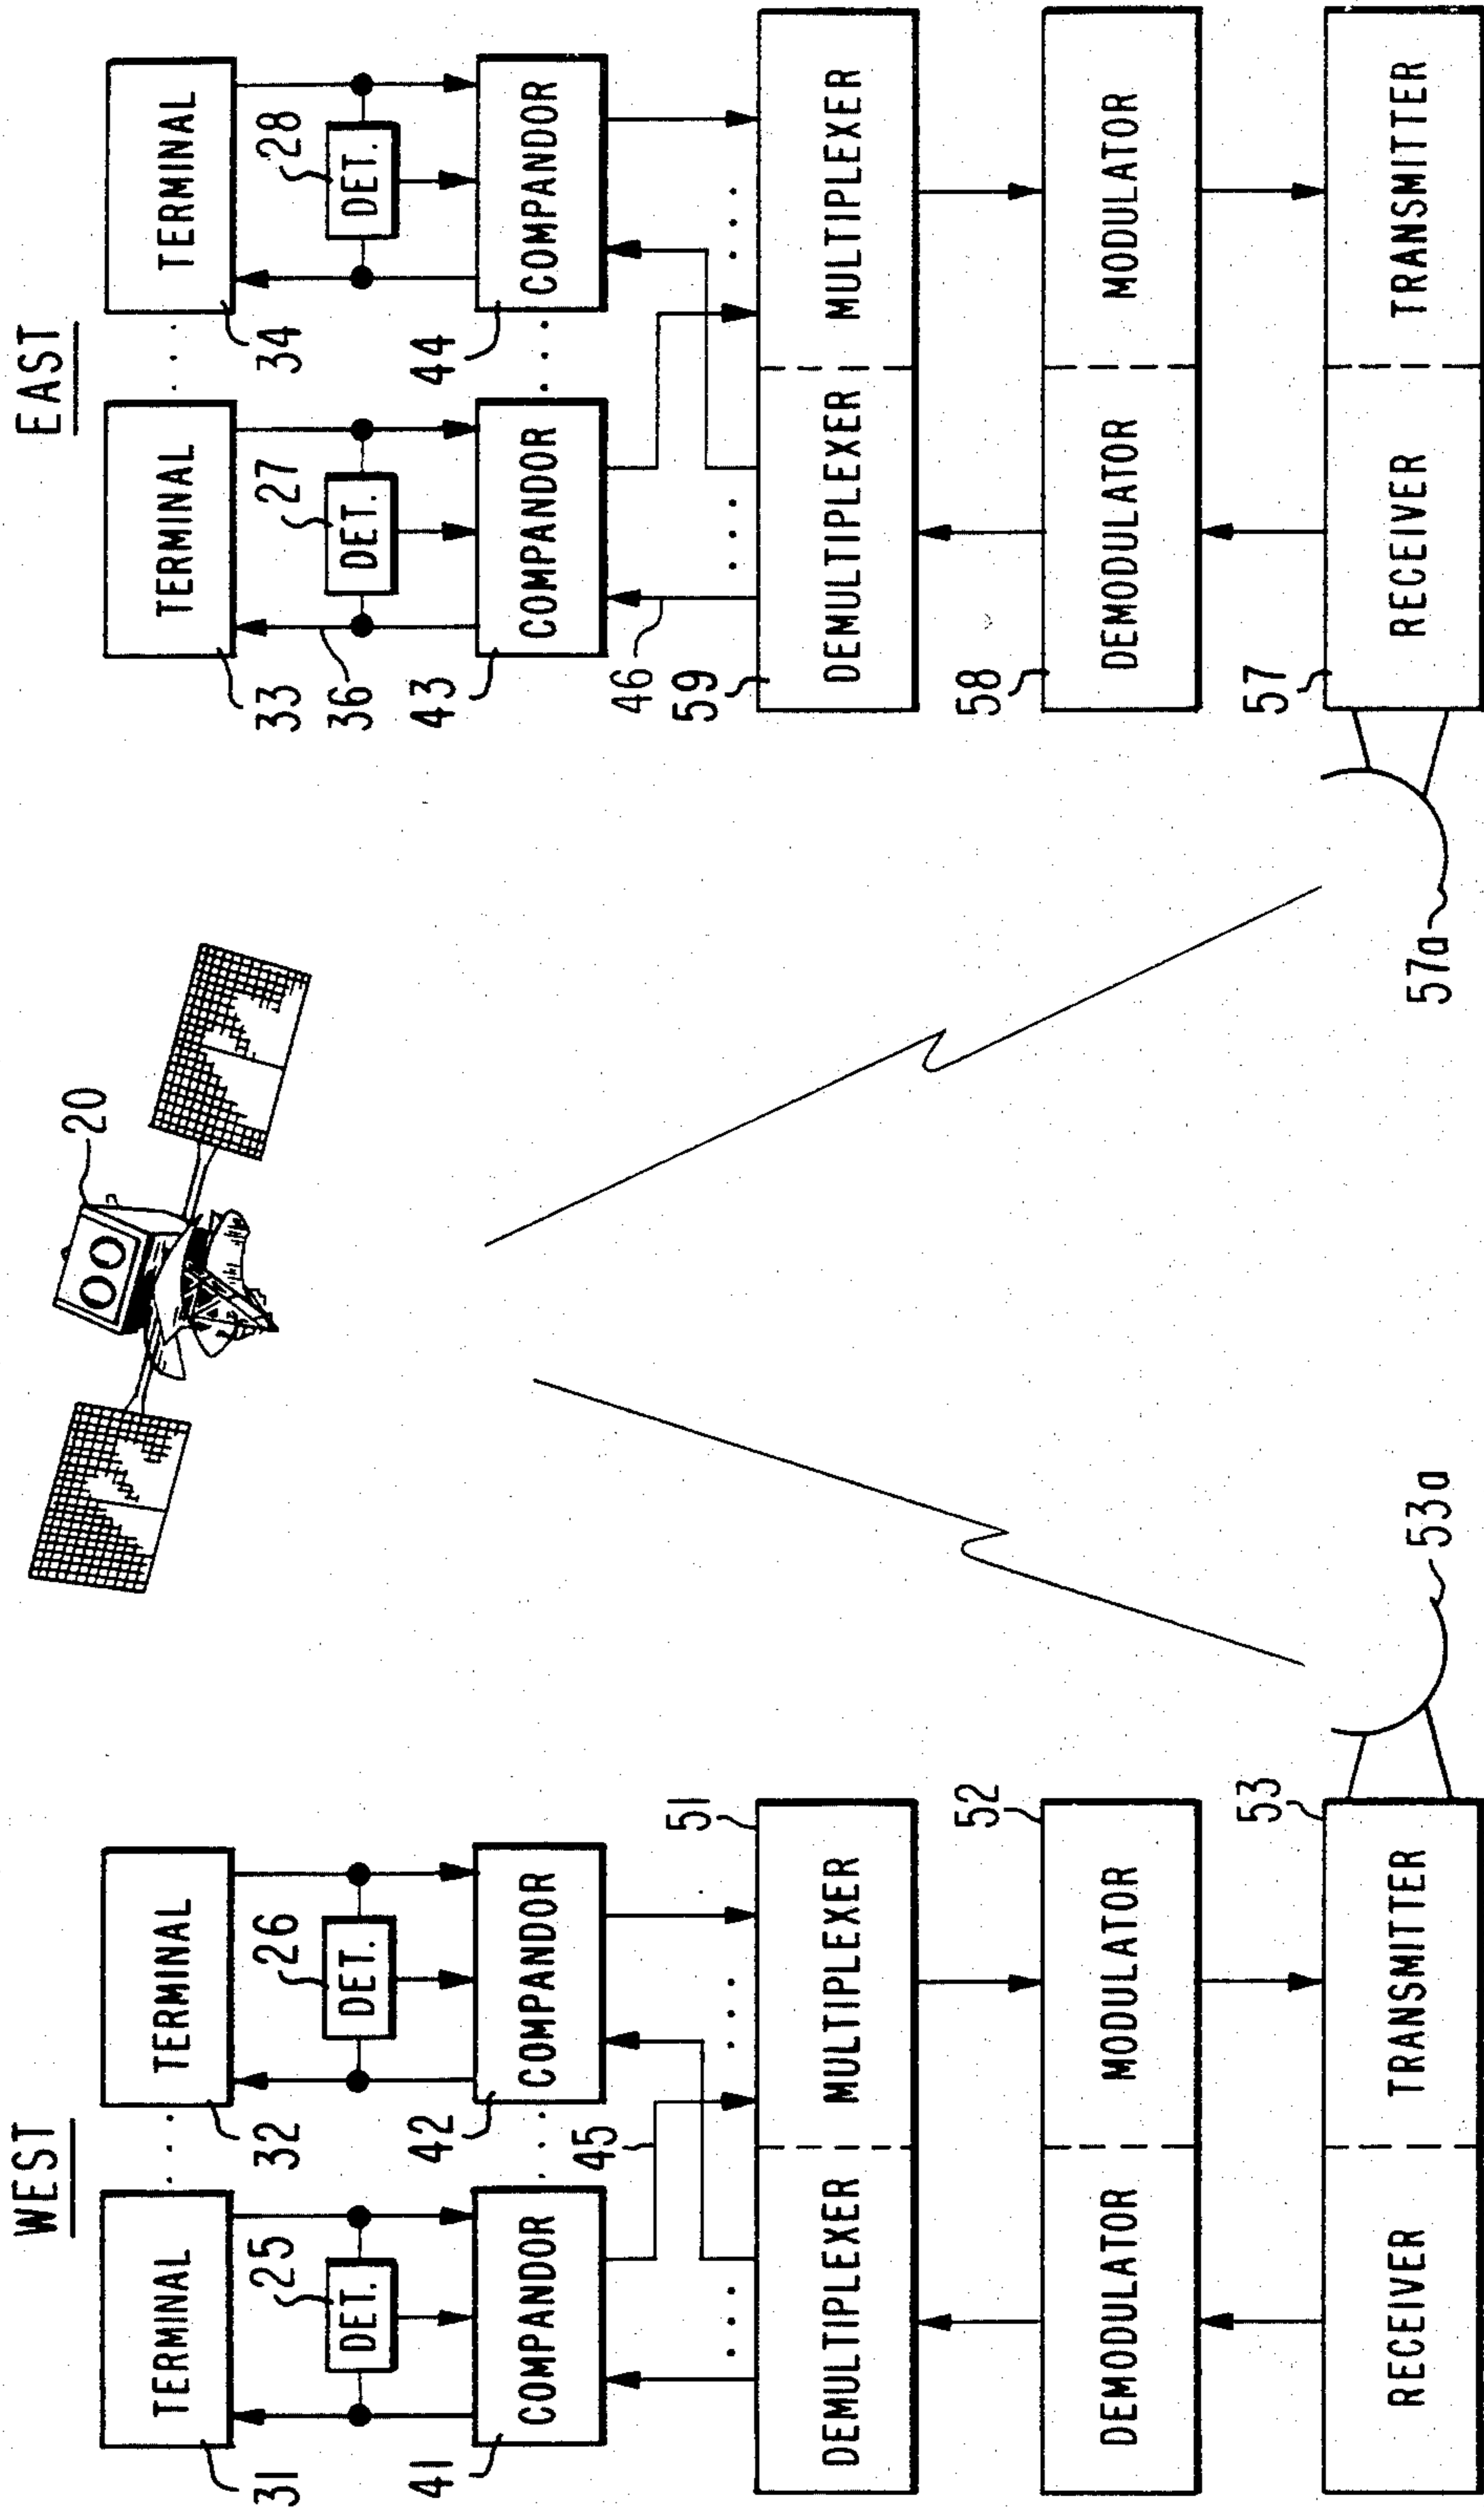 WEST
EAST
20
TERMINAL
TERMINAL
TERMINAL
TERMINAL
31
32
33
34
25
26
27
28
36
DET.
DET.
DET.
DET.
41
42
43
44
COMPANDOR
COMPANDOR
COMPANDOR
COMPANDOR
45
46
51
59
DEMULTIPLEXER
MULTIPLEXER
DEMULTIPLEXER
MULTIPLEXER
52
58
DEMODULATOR
MODULATOR
DEMODULATOR
MODULATOR
53
57
RECEIVER
TRANSMITTER
RECEIVER
TRANSMITTER
53a
57a